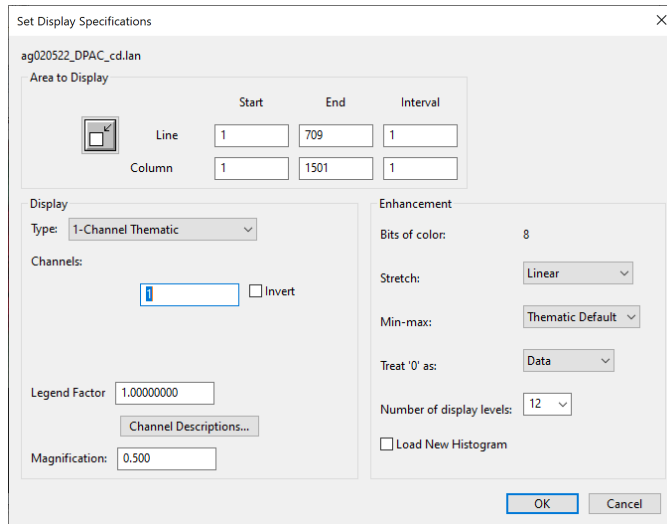 Set Display Specifications
ag020522_DPAC_cd.lan
Area to Display
Start End Interval
Line 1 709 1
Column 1 1501 1
Display
Type: 1-Channel Thematic
Channels:
1 Invert
Legend Factor 1.00000000
Channel Descriptions...
Magnification: 0.500
Enhancement
Bits of color: 8
Stretch: Linear
Min-max: Thematic Default
Treat '0' as: Data
Number of display levels: 12
Load New Histogram
OK Cancel